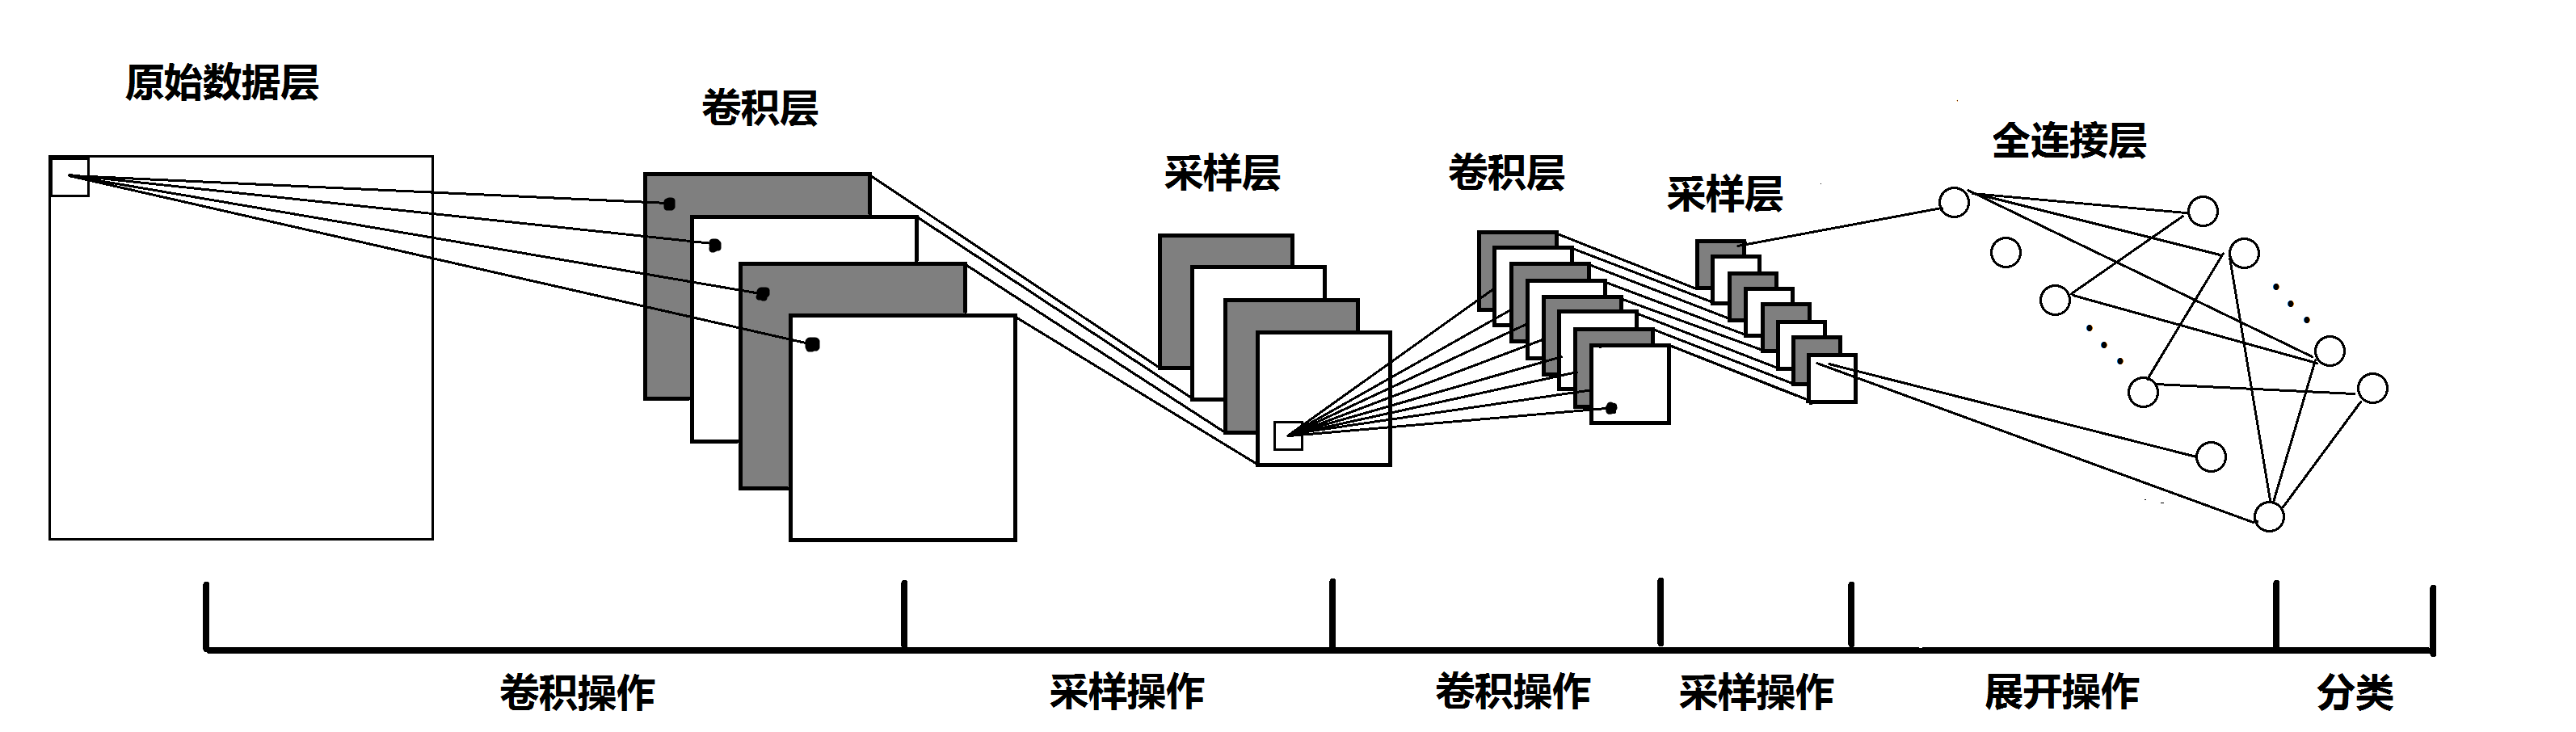 原始数据层
卷积层
采样层
卷积层
采样层
全连接层
卷积操作
采样操作
卷积操作
采样操作
展开操作
分类